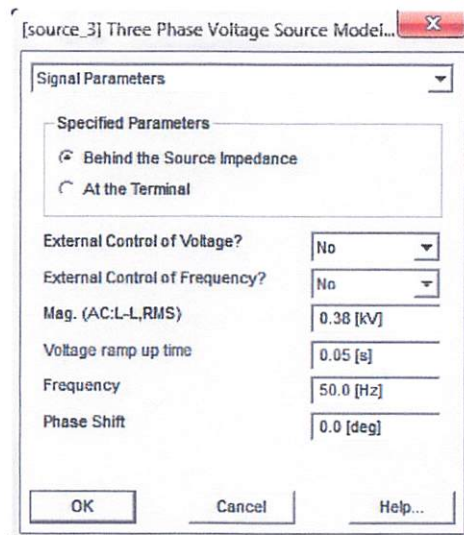 [source_3] Three Phase Voltage Source Model...
Signal Parameters
Specified Parameters
Behind the Source Impedance
At the Terminal
External Control of Voltage? No
External Control of Frequency? No
Mag. (AC:L-L,RMS) 0.38 [kV]
Voltage ramp up time 0.05 [s]
Frequency 50.0 [Hz]
Phase Shift 0.0 [deg]
OK Cancel Help...